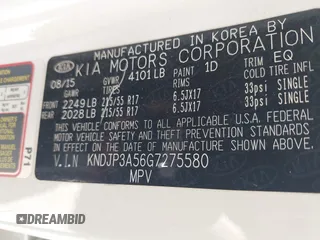 MANUFACTURED IN KOREA BY
KIA KIA MOTORS CORPORATION
08/15 GVWR 4101LB PAINT 1D TRIM EQ
GAWR TIRES RIMS COLD TIRE
FRONT 2249LB 215/55 R17 6.5JX17 33psi SINGLE
REAR 2028LB 215/55 R17 6.5JX17 33psi SINGLE
THIS VEHICLE CONFORMS TO ALL APPLICABLE U.S.A. FEDERAL
MOTOR VEHICLE SAFETY, BUMPER, AND THEFT PREVENTION
STANDARDS IN EFFECT ON THE DATE OF MANUFACTURE SHOWN ABOVE.
V.I.N KNDJP3A56G7275580
MPV
P71
DREAMBID.COM